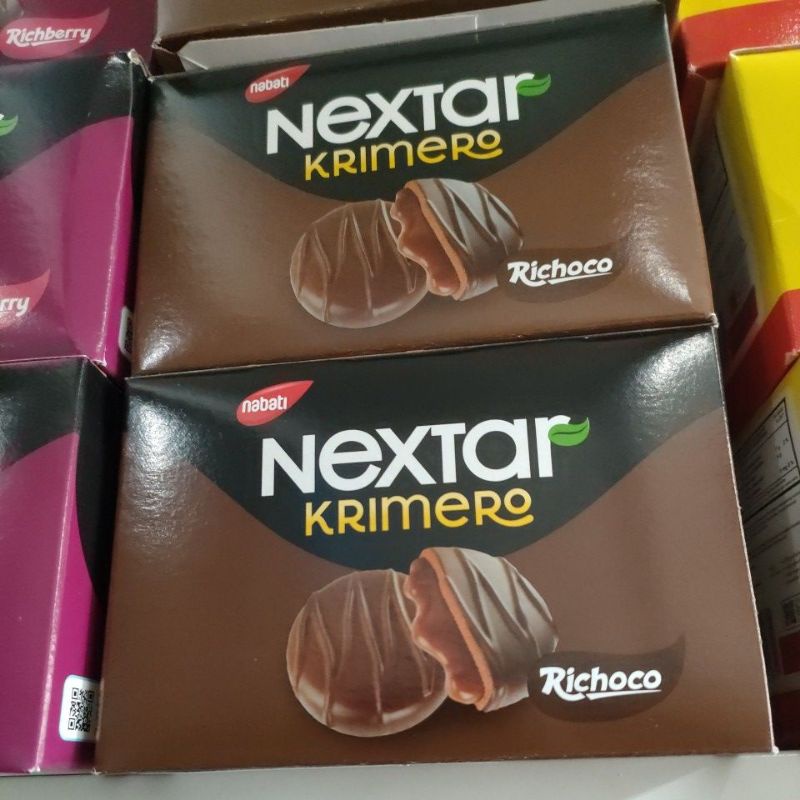 Richberry
nabati
Nextar
KRIMERO
Richoco
rry
nabati
Nextar
KRIMERO
Richoco